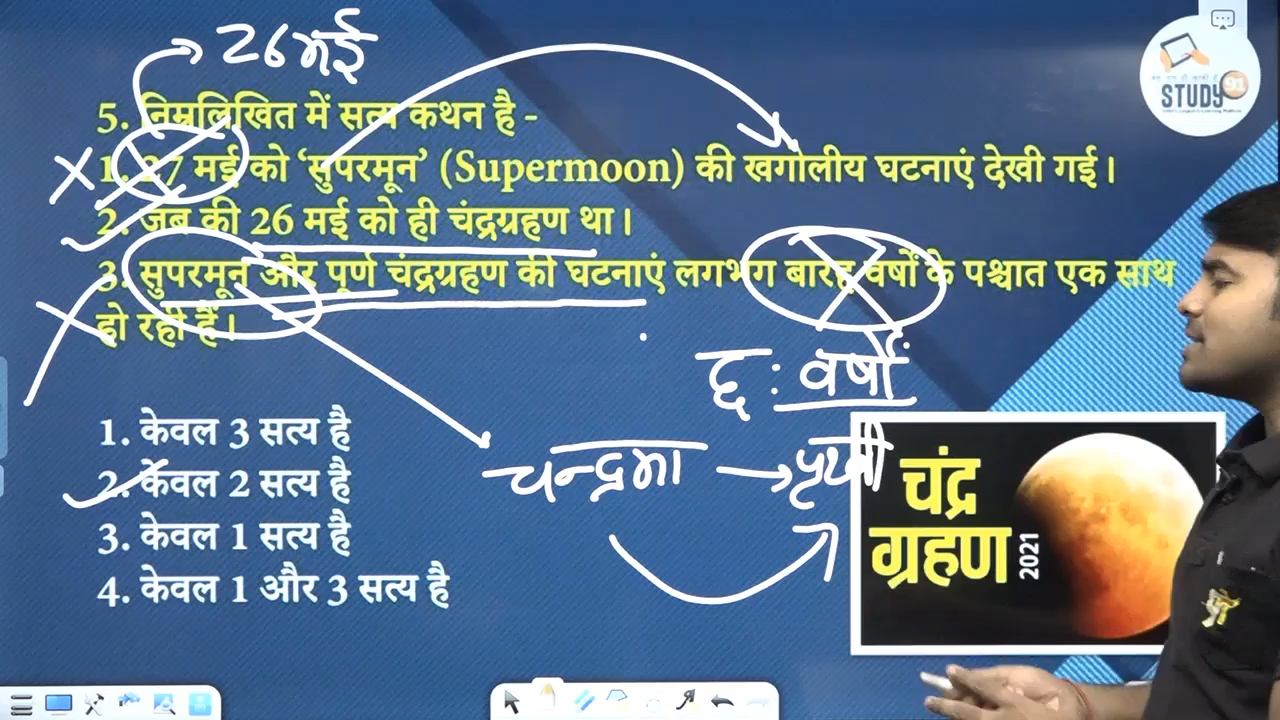 26 मई
STUDY 91
5. निम्नलिखित में सत्य कथन है -
1. 27 मई को ‘सुपरमून’ (Supermoon) की खगोलीय घटनाएं देखी गई।
2. जब की 26 मई को ही चंद्रग्रहण था।
3. सुपरमून और पूर्ण चंद्रग्रहण की घटनाएं लगभग बारह वर्षों के पश्चात एक साथ
हो रही हैं।
छ: वर्षों
1. केवल 3 सत्य है
2. केवल 2 सत्य है
3. केवल 1 सत्य है
4. केवल 1 और 3 सत्य है
चन्द्रमा → पृथ्वी
चंद्र
ग्रहण
2021